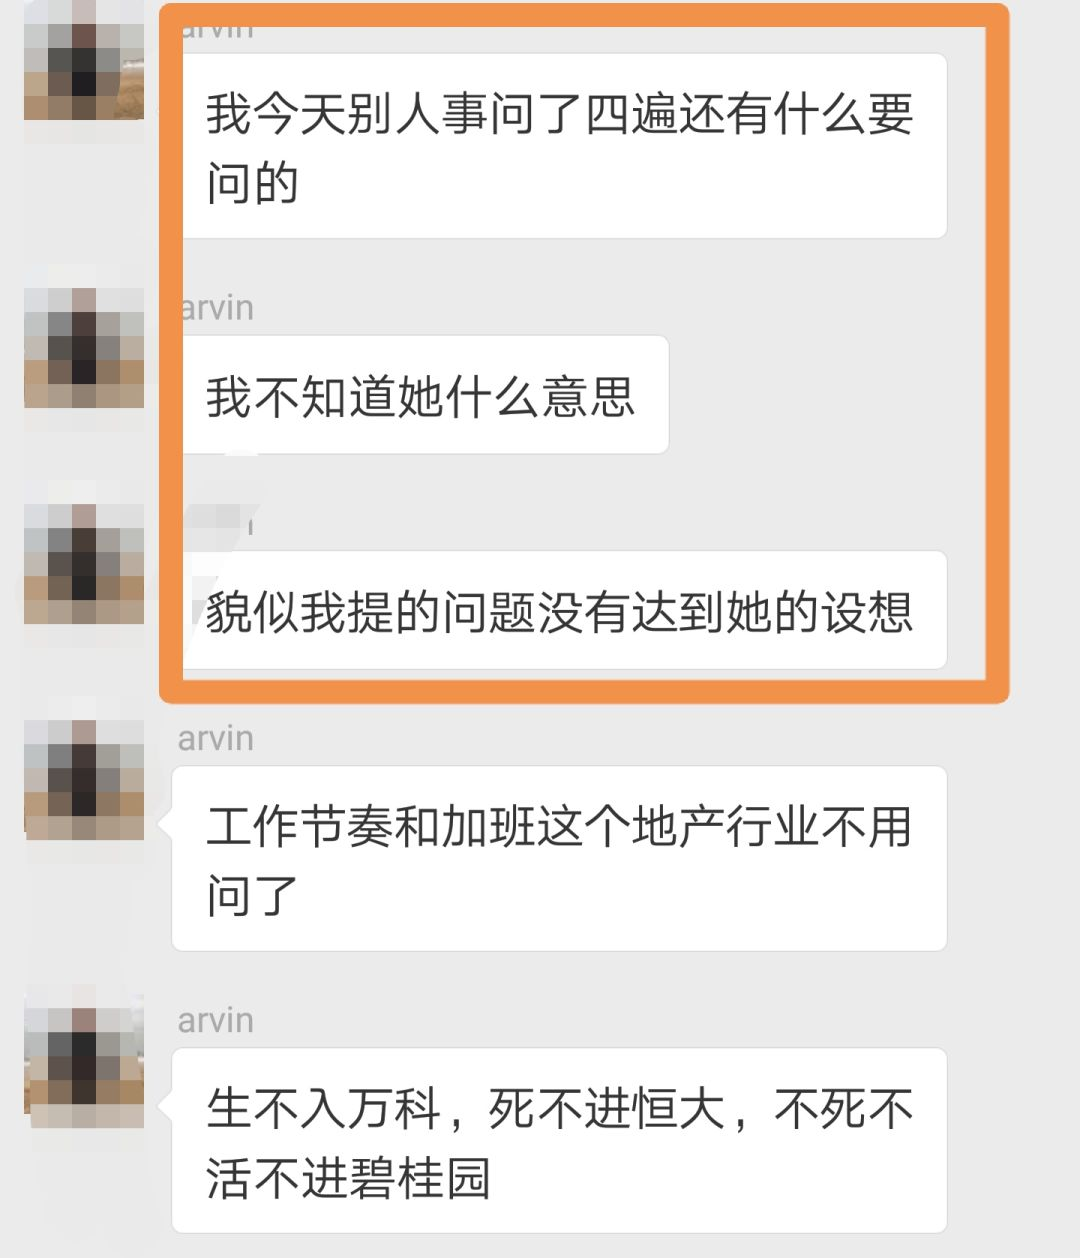 arvin
我今天别人事问了四遍还有什么要
问的
arvin
我不知道她什么意思
貌似我提的问题没有达到她的设想
arvin
工作节奏和加班这个地产行业不用
问了
arvin
生不入万科，死不进恒大，不死不
活不进碧桂园